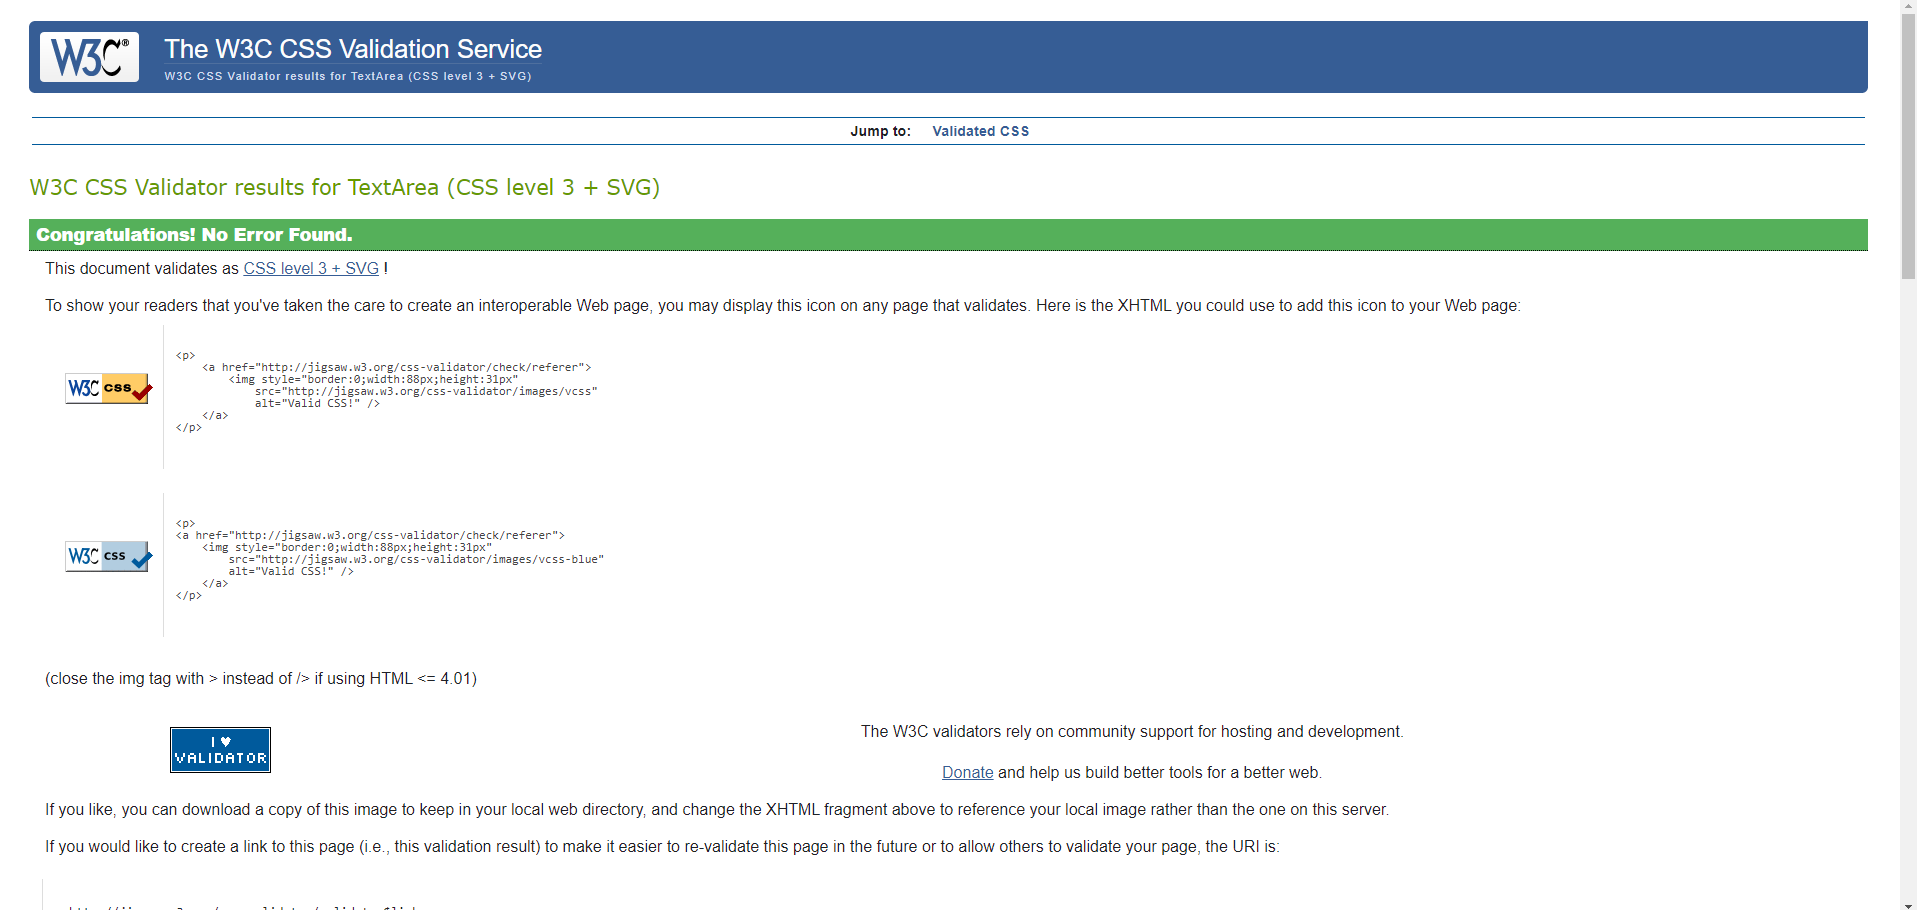 W3C®
The W3C CSS Validation Service
W3C CSS Validator results for TextArea (CSS level 3 + SVG)
Jump to: Validated CSS
W3C CSS Validator results for TextArea (CSS level 3 + SVG)
Congratulations! No Error Found.
This document validates as CSS level 3 + SVG !
To show your readers that you've taken the care to create an interoperable Web page, you may display this icon on any page that validates. Here is the XHTML you could use to add this icon to your Web page:
W3C css
<p>
    <a href="http://jigsaw.w3.org/css-validator/check/referer">
        <img style="border:0;width:88px;height:31px"
            src="http://jigsaw.w3.org/css-validator/images/vcss"
            alt="Valid CSS!" />
    </a>
</p>
W3C css
<p>
<a href="http://jigsaw.w3.org/css-validator/check/referer">
    <img style="border:0;width:88px;height:31px"
        src="http://jigsaw.w3.org/css-validator/images/vcss-blue"
        alt="Valid CSS!" />
    </a>
</p>
(close the img tag with > instead of /> if using HTML <= 4.01)
I ♥
VALIDATOR
The W3C validators rely on community support for hosting and development.
Donate and help us build better tools for a better web.
If you like, you can download a copy of this image to keep in your local web directory, and change the XHTML fragment above to reference your local image rather than the one on this server.
If you would like to create a link to this page (i.e., this validation result) to make it easier to re-validate this page in the future or to allow others to validate your page, the URI is: